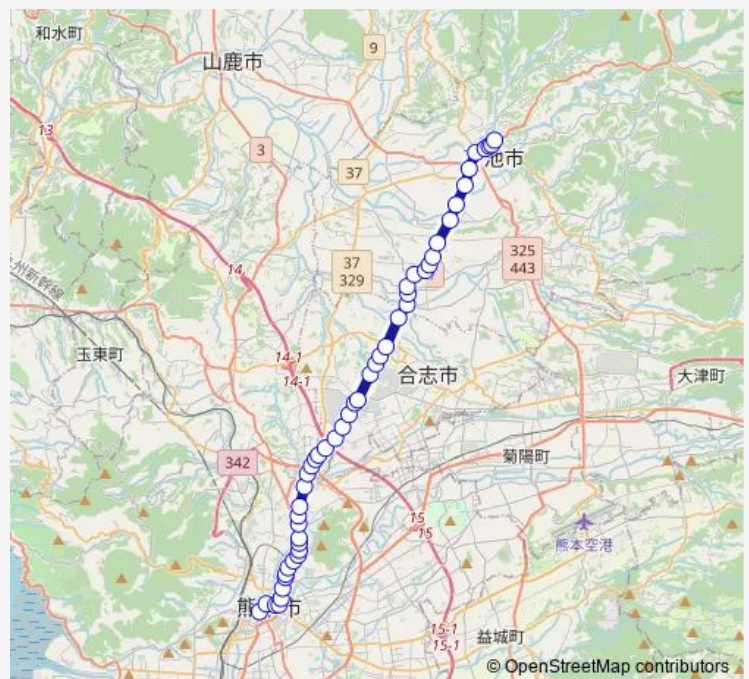 和水町
山鹿市
9
13
3
37
池市
325
443
37
329
14
州新幹線
14-1
14-1
玉東町
合志市
大津町
342
菊陽町
15
15
熊本空港
熊
市
益城町
15-1
15-1
© OpenStreetMap contributors